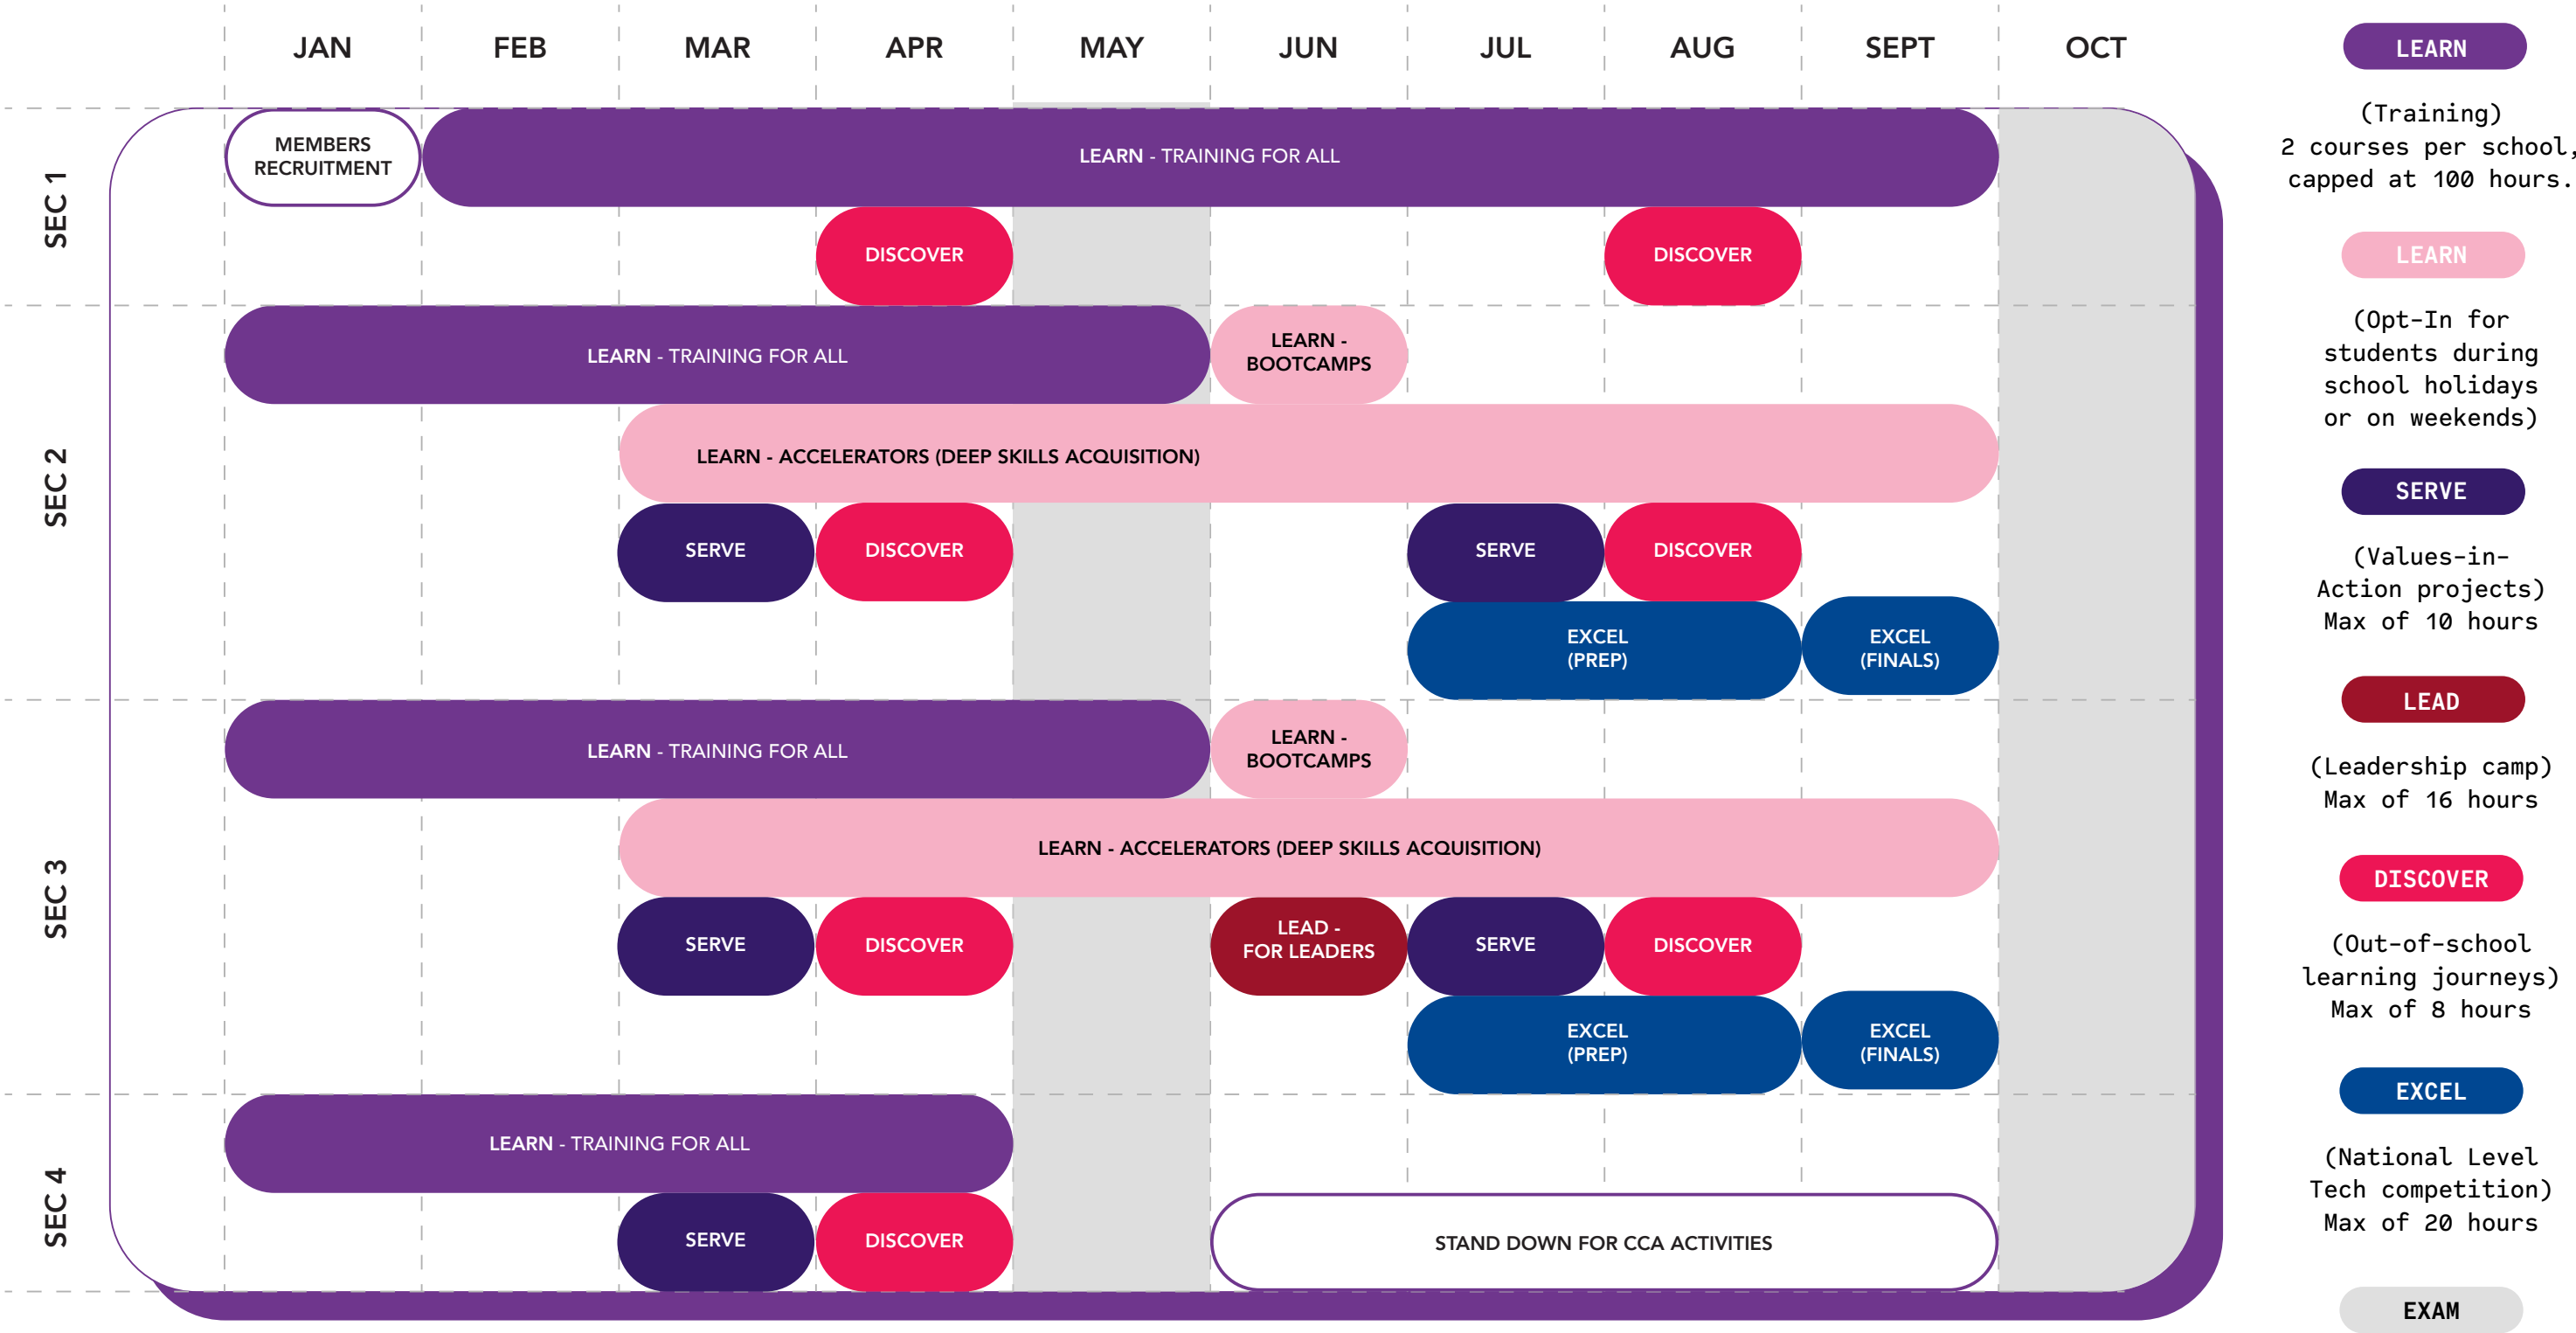 JAN FEB MAR APR MAY JUN JUL AUG SEPT OCT
SEC 1
MEMBERS
RECRUITMENT
LEARN - TRAINING FOR ALL
DISCOVER
DISCOVER
SEC 2
LEARN - TRAINING FOR ALL
LEARN -
BOOTCAMPS
LEARN - ACCELERATORS (DEEP SKILLS ACQUISITION)
SERVE
DISCOVER
SERVE
DISCOVER
EXCEL
(PREP)
EXCEL
(FINALS)
SEC 3
LEARN - TRAINING FOR ALL
LEARN -
BOOTCAMPS
LEARN - ACCELERATORS (DEEP SKILLS ACQUISITION)
SERVE
DISCOVER
LEAD -
FOR LEADERS
SERVE
DISCOVER
EXCEL
(PREP)
EXCEL
(FINALS)
SEC 4
LEARN - TRAINING FOR ALL
SERVE
DISCOVER
STAND DOWN FOR CCA ACTIVITIES
LEARN
(Training)
2 courses per school,
capped at 100 hours.
LEARN
(Opt-In for
students during
school holidays
or on weekends)
SERVE
(Values-in-
Action projects)
Max of 10 hours
LEAD
(Leadership camp)
Max of 16 hours
DISCOVER
(Out-of-school
learning journeys)
Max of 8 hours
EXCEL
(National Level
Tech competition)
Max of 20 hours
EXAM